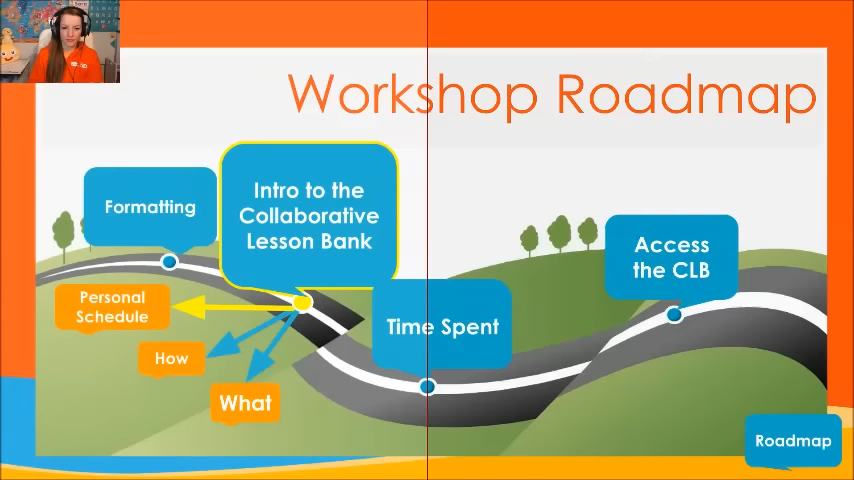 Workshop Roadmap
Formatting
Intro to the
Collaborative
Lesson Bank
Access
the CLB
Personal
Schedule
Time Spent
How
What
Roadmap